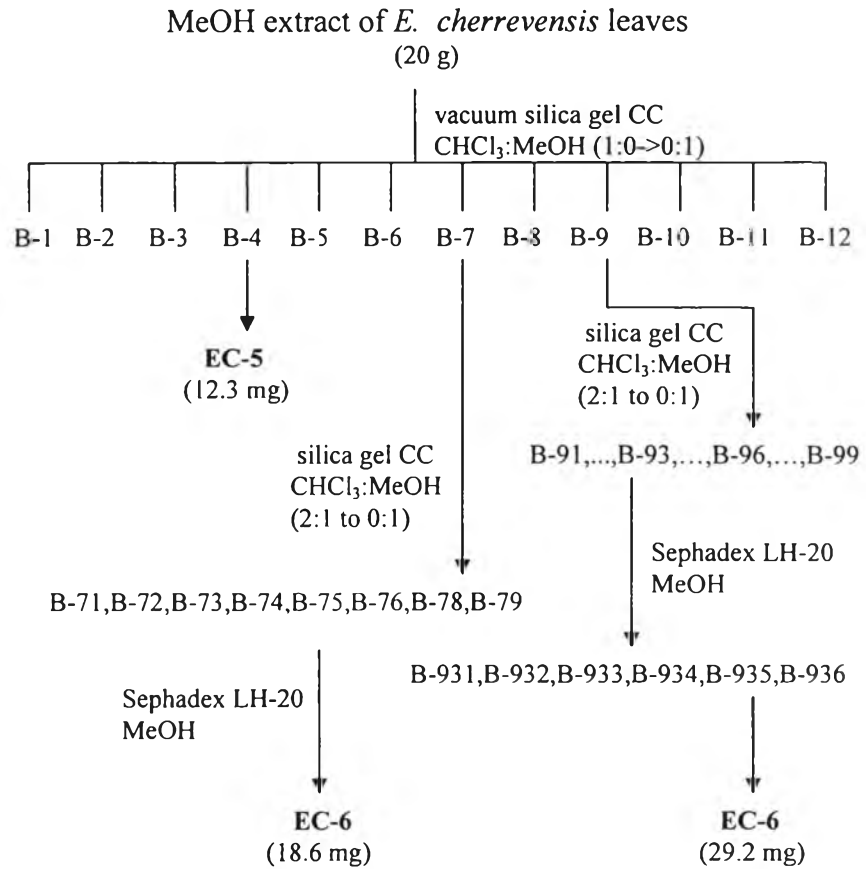 MeOH extract of E. cherrevensis leaves
(20 g)
vacuum silica gel CC
CHCl₃:MeOH (1:0->0:1)
B-1 B-2 B-3 B-4 B-5 B-6 B-7 B-8 B-9 B-10 B-11 B-12
EC-5
(12.3 mg)
silica gel CC
CHCl₃:MeOH
(2:1 to 0:1)
B-91,...,B-93,...,B-96,...,B-99
silica gel CC
CHCl₃:MeOH
(2:1 to 0:1)
Sephadex LH-20
MeOH
B-71,B-72,B-73,B-74,B-75,B-76,B-78,B-79
B-931,B-932,B-933,B-934,B-935,B-936
Sephadex LH-20
MeOH
EC-6
(18.6 mg)
EC-6
(29.2 mg)